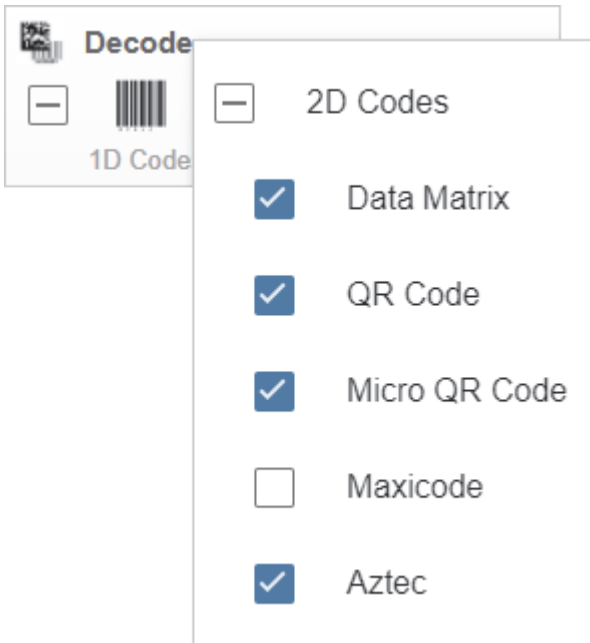 Decode
1D Code
2D Codes
Data Matrix
QR Code
Micro QR Code
Maxicode
Aztec